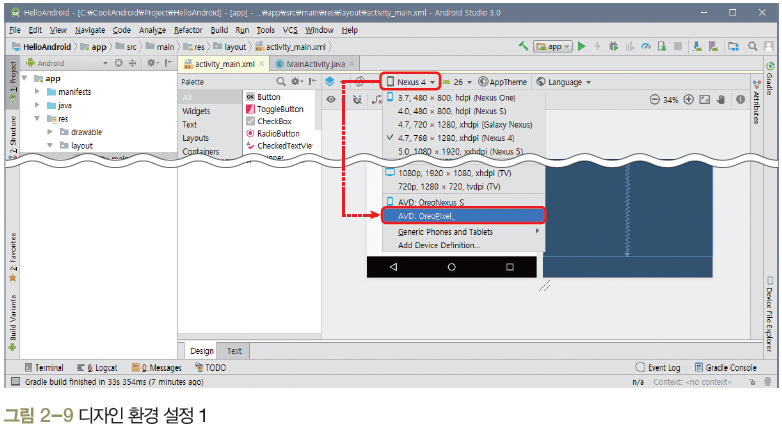 HelloAndroid - [C:₩CookAndroid₩Project₩HelloAndroid] - [app] - ...₩app₩src₩main₩res₩layout₩activity_main.xml - Android Studio 3.0
File Edit View Navigate Code Analyze Refactor Build Run Tools VCS Window Help
HelloAndroid app src main res layout activity_main.xml app
Android activity_main.xml MainActivity.java
1: Project
app
manifests
java
res
drawable
layout
2: Structure
Palette
All
Widgets
Text
Layouts
Containers
Button
ToggleButton
CheckBox
RadioButton
CheckedTextVie
Nexus 4 26 AppTheme Language
34%
3.7, 480 × 800, hdpi (Nexus One)
4.0, 480 × 800, hdpi (Nexus S)
4.7, 720 × 1280, xhdpi (Galaxy Nexus)
4.7, 768 × 1280, xhdpi (Nexus 4)
5.0, 1080 × 1920, xxhdpi (Nexus 5)
1080p, 1920 × 1080, xhdpi (TV)
720p, 1280 × 720, tvdpi (TV)
AVD: OreoNexus_S
AVD: OreoPixel_
Generic Phones and Tablets
Add Device Definition...
Gradle
Attributes
Device File Explorer
2: Favorites
Build Variants
Design Text
Terminal 6: Logcat 0: Messages TODO Event Log Gradle Console
Gradle build finished in 33s 354ms (7 minutes ago) n/a Context: <no context>
그림 2-9 디자인 환경 설정 1